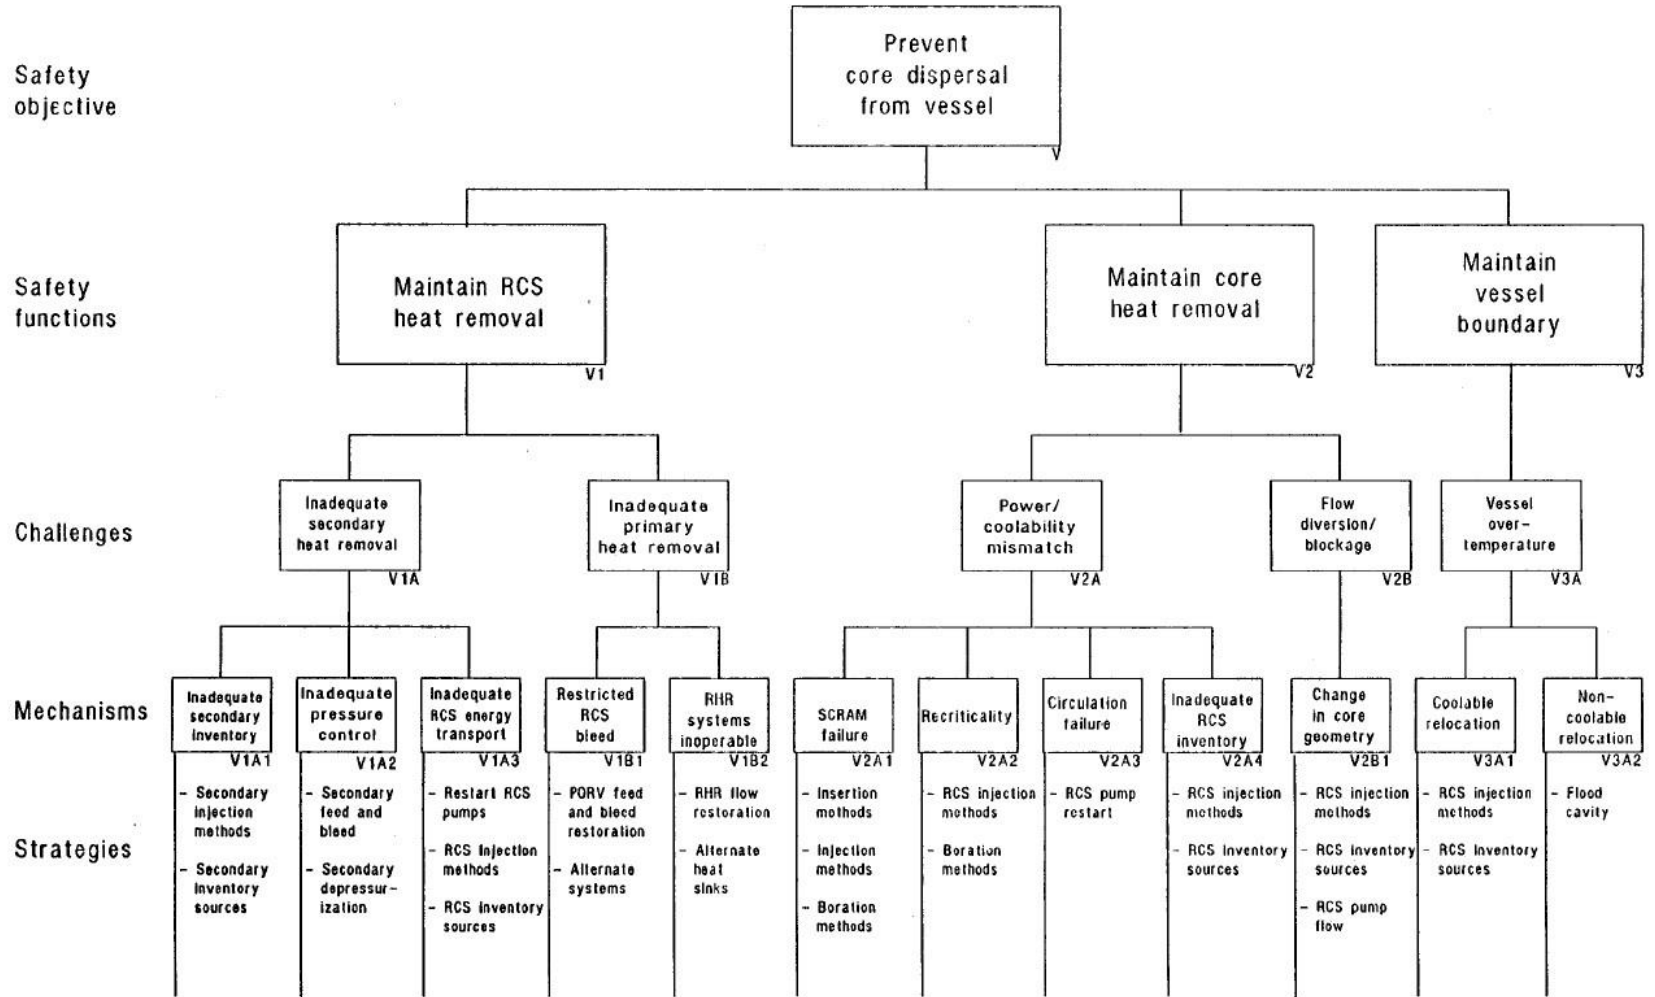 Prevent
core dispersal
from vessel
V
Safety
objective
Safety
functions
Maintain RCS
heat removal
V1
Maintain core
heat removal
V2
Maintain
vessel
boundary
V3
Challenges
Inadequate
secondary
heat removal
V1A
Inadequate
primary
heat removal
V1B
Power/
coolability
mismatch
V2A
Flow
diversion/
blockage
V2B
Vessel
over-
temperature
V3A
Mechanisms
Inadequate
secondary
inventory
V1A1
Inadequate
pressure
control
V1A2
Inadequate
RCS energy
transport
V1A3
Restricted
RCS
bleed
V1B1
RHR
systems
inoperable
V1B2
SCRAM
failure
V2A1
Recriticality
V2A2
Circulation
failure
V2A3
Inadequate
RCS
inventory
V2A4
Change
in core
geometry
V2B1
Coolable
relocation
V3A1
Non-
coolable
relocation
V3A2
Strategies
- Secondary
injection
methods
- Secondary
inventory
sources
- Secondary
feed and
bleed
- Secondary
depressur-
ization
- Restart RCS
pumps
- RCS injection
methods
- RCS inventory
sources
- PORV feed
and bleed
restoration
- Alternate
systems
- RHR flow
restoration
- Alternate
heat
sinks
- Insertion
methods
- Injection
methods
- Boration
methods
- RCS injection
methods
- Boration
methods
- RCS pump
restart
- RCS injection
methods
- RCS inventory
sources
- RCS injection
methods
- RCS inventory
sources
- RCS pump
flow
- RCS injection
methods
- RCS inventory
sources
- Flood
cavity